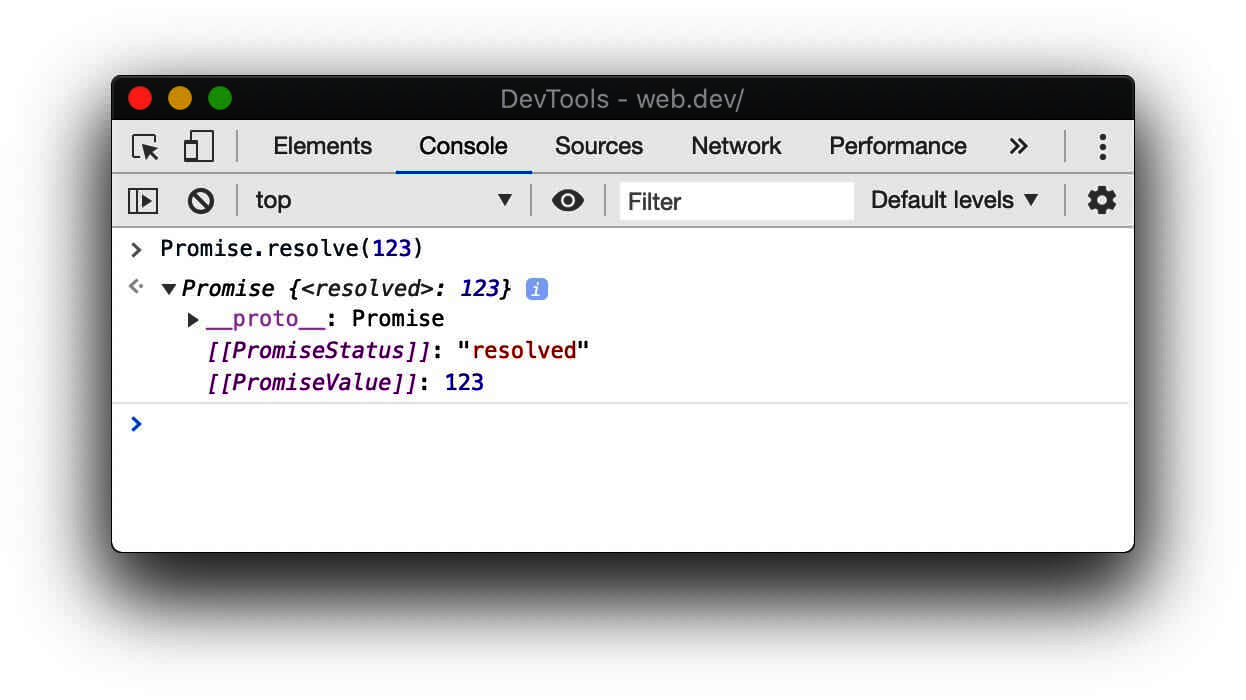 DevTools - web.dev/
Elements Console Sources Network Performance »
top Filter Default levels
> Promise.resolve(123)
Promise {<resolved>: 123} i
__proto__: Promise
[[PromiseStatus]]: "resolved"
[[PromiseValue]]: 123
>